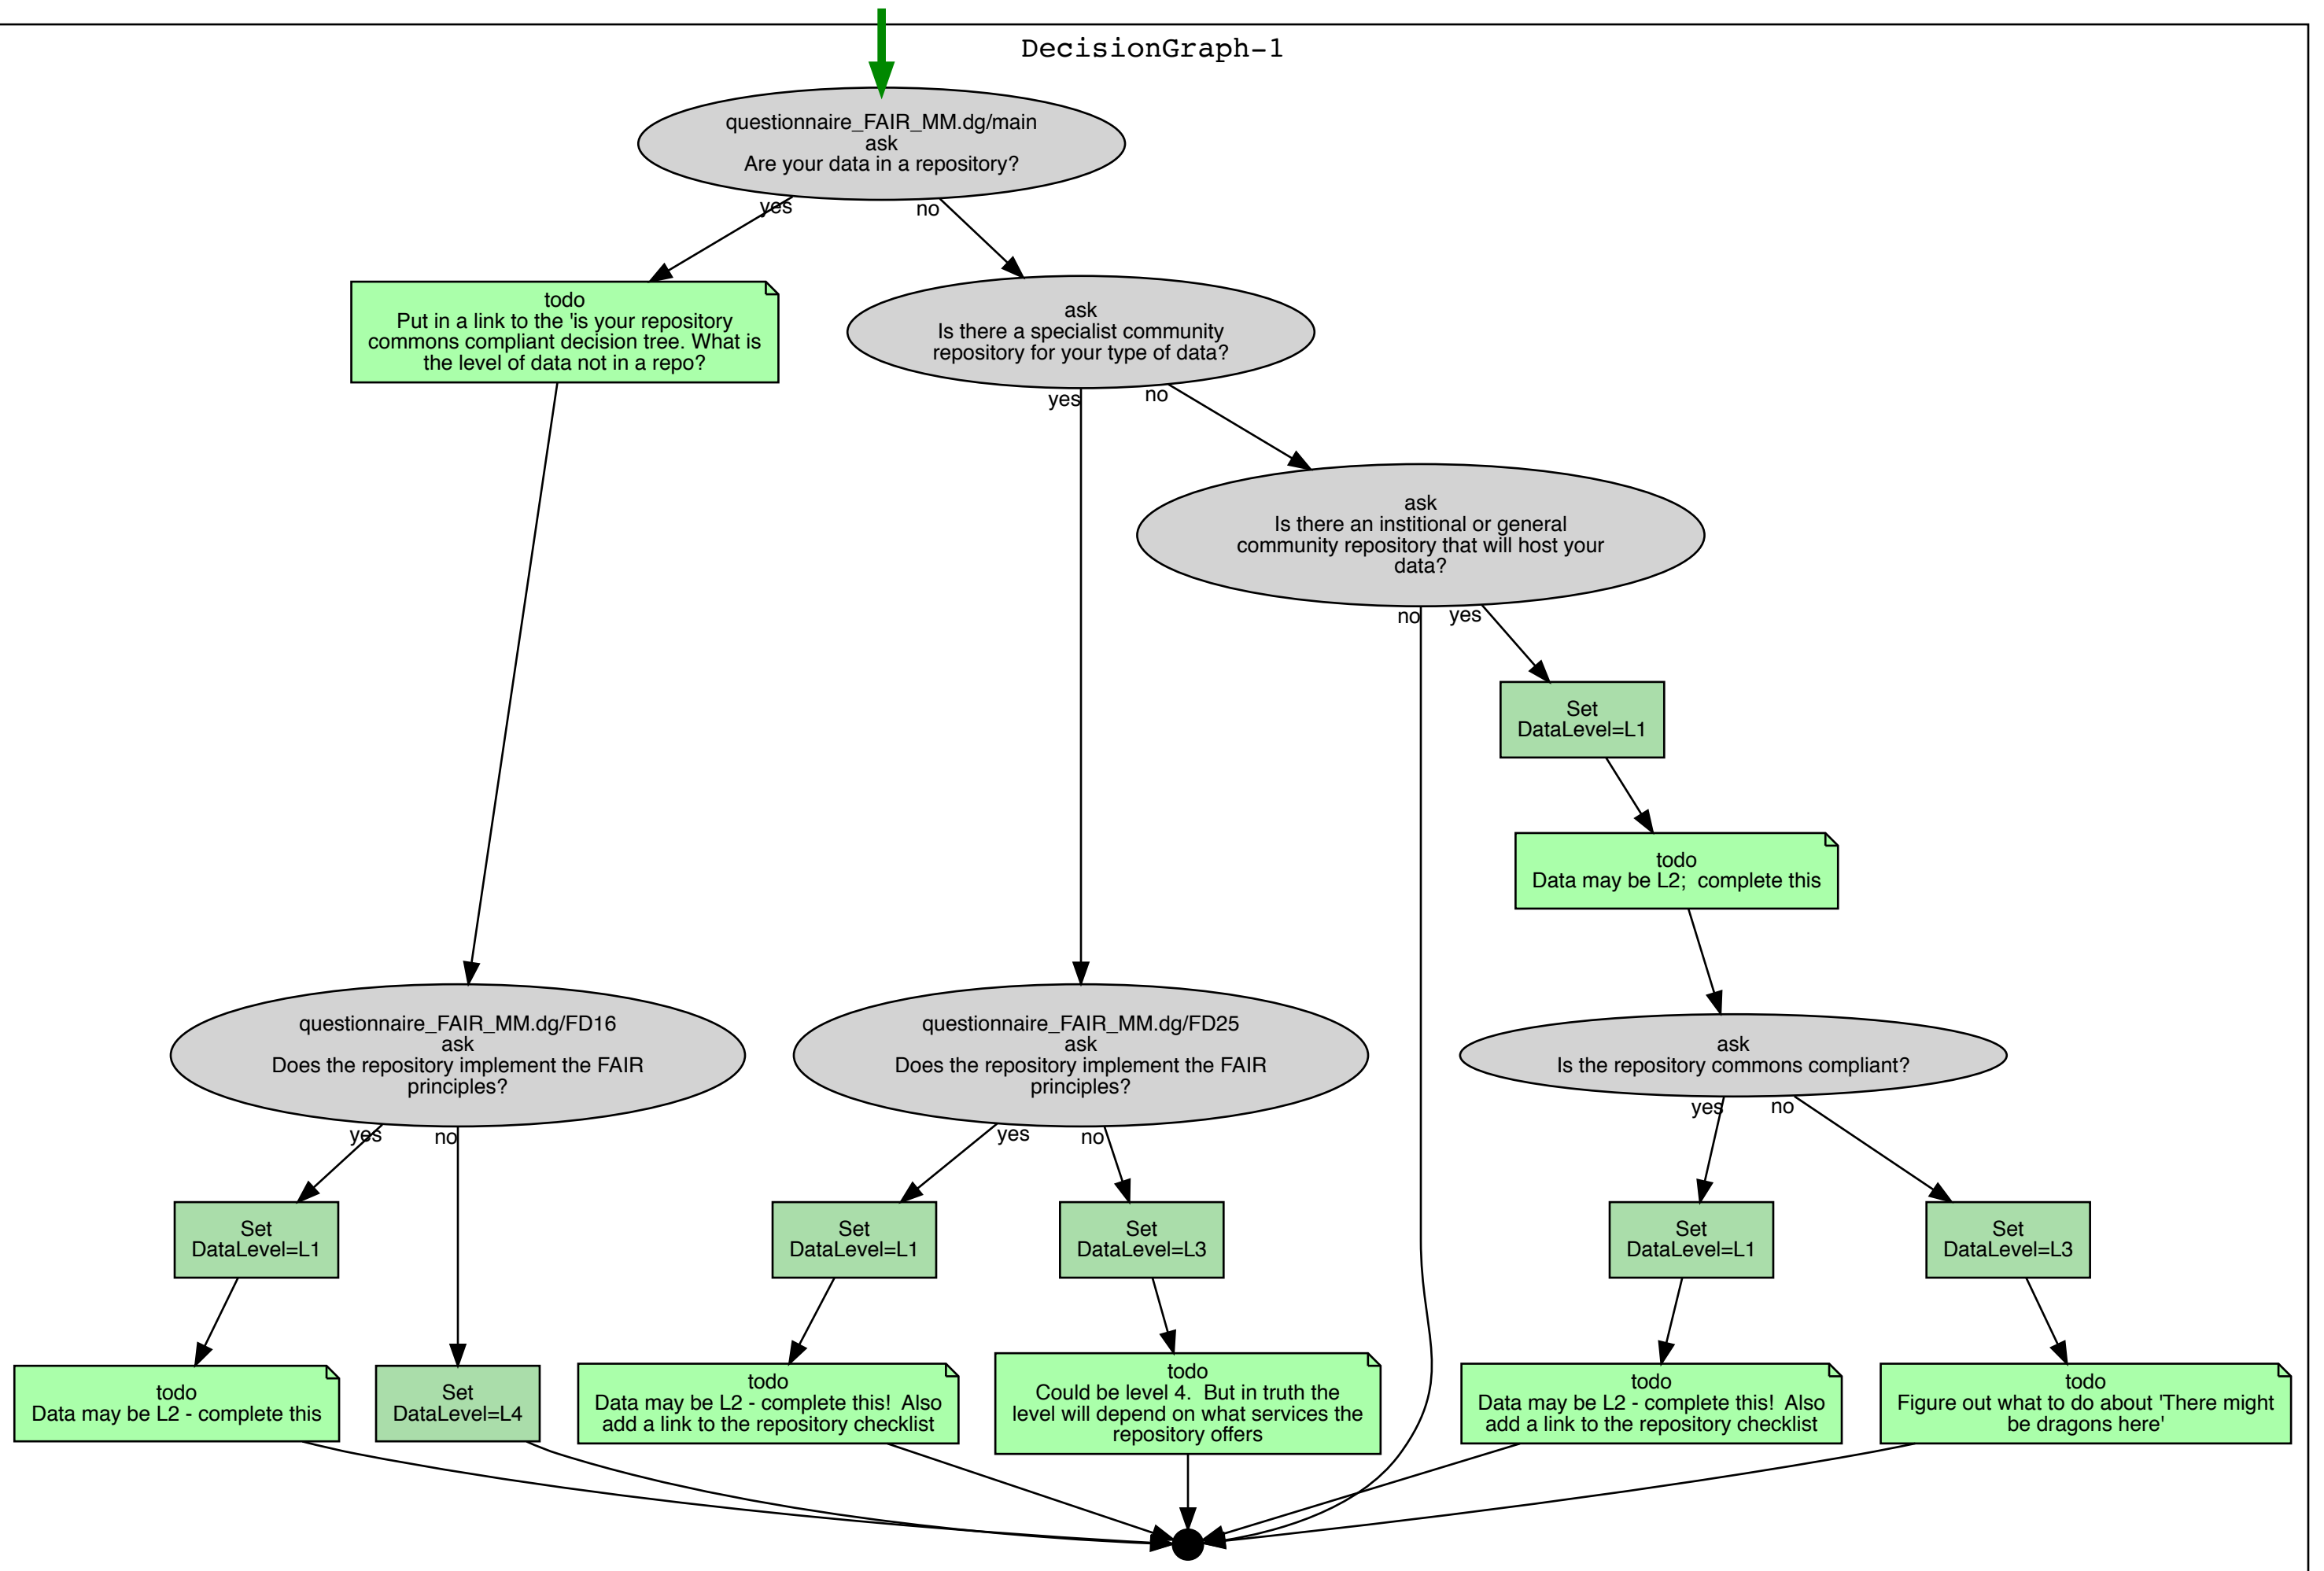 DecisionGraph-1
questionnaire_FAIR_MM.dg/main
ask
Are your data in a repository?
yes
no
todo
Put in a link to the 'is your repository
commons compliant decision tree. What is
the level of data not in a repo?
ask
Is there a specialist community
repository for your type of data?
yes
no
ask
Is there an institional or general
community repository that will host your
data?
no
yes
Set
DataLevel=L1
todo
Data may be L2;  complete this
questionnaire_FAIR_MM.dg/FD16
ask
Does the repository implement the FAIR
principles?
yes
no
questionnaire_FAIR_MM.dg/FD25
ask
Does the repository implement the FAIR
principles?
yes
no
ask
Is the repository commons compliant?
yes
no
Set
DataLevel=L1
Set
DataLevel=L1
Set
DataLevel=L3
Set
DataLevel=L1
Set
DataLevel=L3
todo
Data may be L2 - complete this
Set
DataLevel=L4
todo
Data may be L2 - complete this!  Also
add a link to the repository checklist
todo
Could be level 4.  But in truth the
level will depend on what services the
repository offers
todo
Data may be L2 - complete this!  Also
add a link to the repository checklist
todo
Figure out what to do about 'There might
be dragons here'